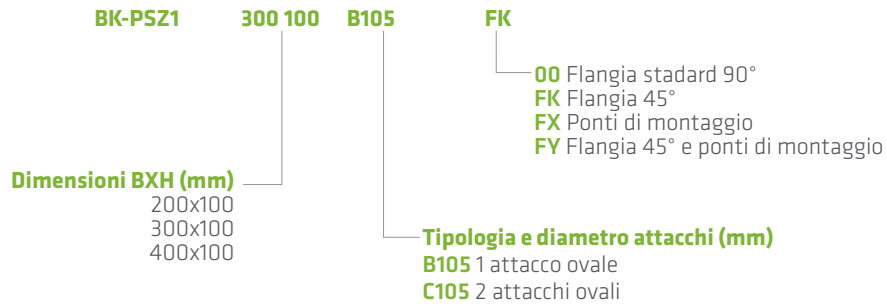 BK-PSZ1 300 100 B105 FK
00 Flangia stadard 90°
FK Flangia 45°
FX Ponti di montaggio
FY Flangia 45° e ponti di montaggio
Dimensioni BXH (mm)
200x100
300x100
400x100
Tipologia e diametro attacchi (mm)
B105 1 attacco ovale
C105 2 attacchi ovali